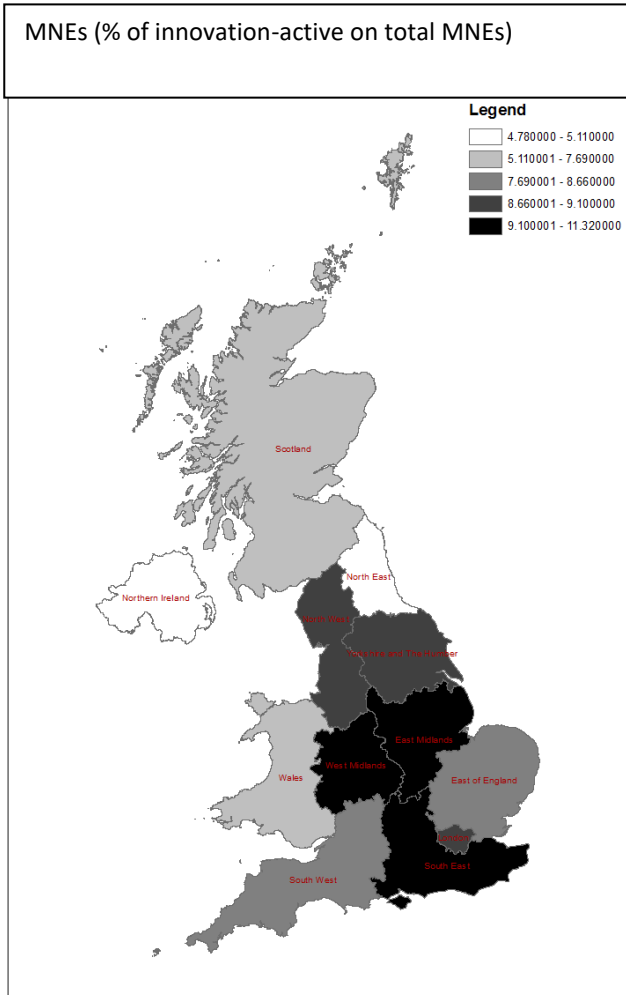 MNEs (% of innovation-active on total MNEs)
Legend
4.780000 - 5.110000
5.110001 - 7.690000
7.690001 - 8.660000
8.660001 - 9.100000
9.100001 - 11.320000
Scotland
North East
Northern Ireland
North West
Yorkshire and The Humber
East Midlands
West Midlands
Wales
East of England
London
South East
South West